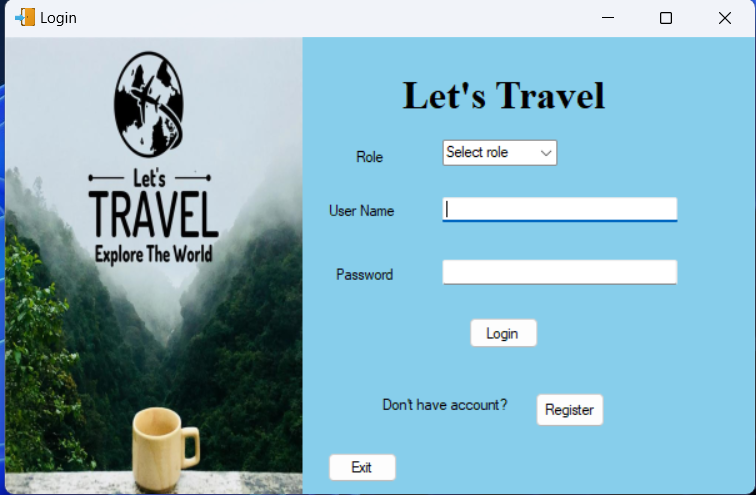 Login
Let's
TRAVEL
Explore The World
Let's Travel
Role
Select role
User Name
Password
Login
Don't have account?
Register
Exit